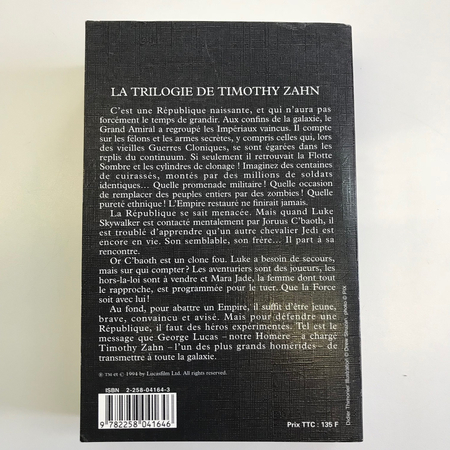 LA TRILOGIE DE TIMOTHY ZAHN
C'est une République naissante, et qui n'aura pas
forcément le temps de grandir. Aux confins de la galaxie, le
Grand Amiral a regroupé les Impériaux vaincus. Il compte
sur les félons et les armes secrètes, y compris celles qui, lors
des vieilles Guerres Cloniques, se sont égarées dans les
replis du continuum. Si seulement il retrouvait la Flotte
Sombre et les cylindres de clonage ! Imaginez des centaines
de cuirassés, montés par des millions de soldats
identiques... Quelle promenade militaire ! Quelle occasion
de remplacer des peuples entiers par des zombies ! Quelle
pureté ethnique ! L'Empire restauré ne finirait jamais.
La République se sait menacée. Mais quand Luke
Skywalker est contacté mentalement par Joruus C'baoth, il
est troublé d'apprendre qu'un autre chevalier Jedi est
encore en vie. Son semblable, son frère... Il part à sa
rencontre.
Or C'baoth est un clone fou. Luke a besoin de secours,
mais sur qui compter ? Les aventuriers sont des joueurs, les
hors-la-loi sont à vendre et Mara Jade, la femme dont tout
le rapproche, est programmée pour le tuer. Que la Force
soit avec lui !
Au fond, pour abattre un Empire, il suffit d'être jeune,
brave, convaincu et avisé. Mais pour défendre une
République, il faut des héros expérimentés. Tel est le
message que George Lucas – notre Homère – a chargé
Timothy Zahn – l'un des plus grands homérides – de
transmettre à toute la galaxie.
® TM et © 1994 by Lucasfilm Ltd. All rights reserved.
ISBN 2-258-04164-3
9 782258 041646
Prix TTC : 135 F
Didier Thimonier Illustration © Drew Struzan, photo © PIX